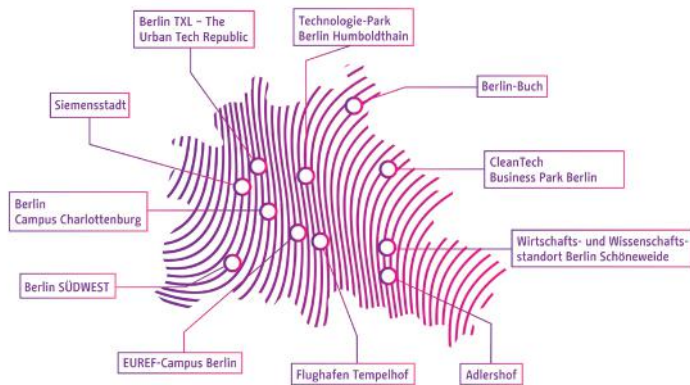 Berlin TXL – The
Urban Tech Republic
Technologie-Park
Berlin Humboldthain
Berlin-Buch
Siemensstadt
CleanTech
Business Park Berlin
Berlin
Campus Charlottenburg
Wirtschafts- und Wissenschafts-
standort Berlin Schöneweide
Berlin SÜDWEST
EUREF-Campus Berlin
Flughafen Tempelhof
Adlershof